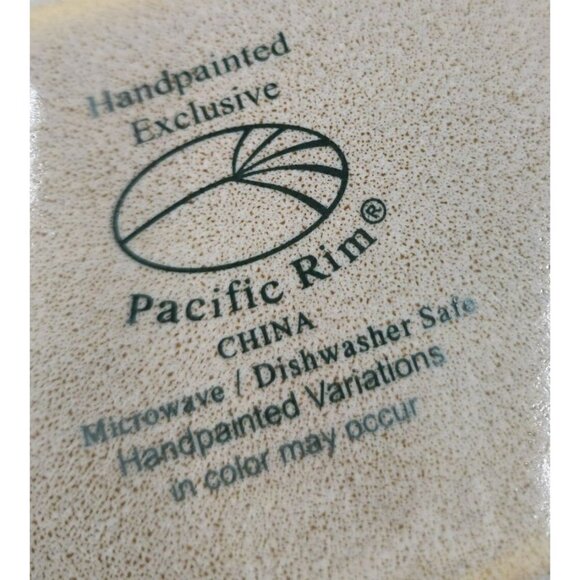 Handpainted
Exclusive
Pacific Rim®
CHINA
Microwave / Dishwasher Safe
Handpainted Variations
in color may occur